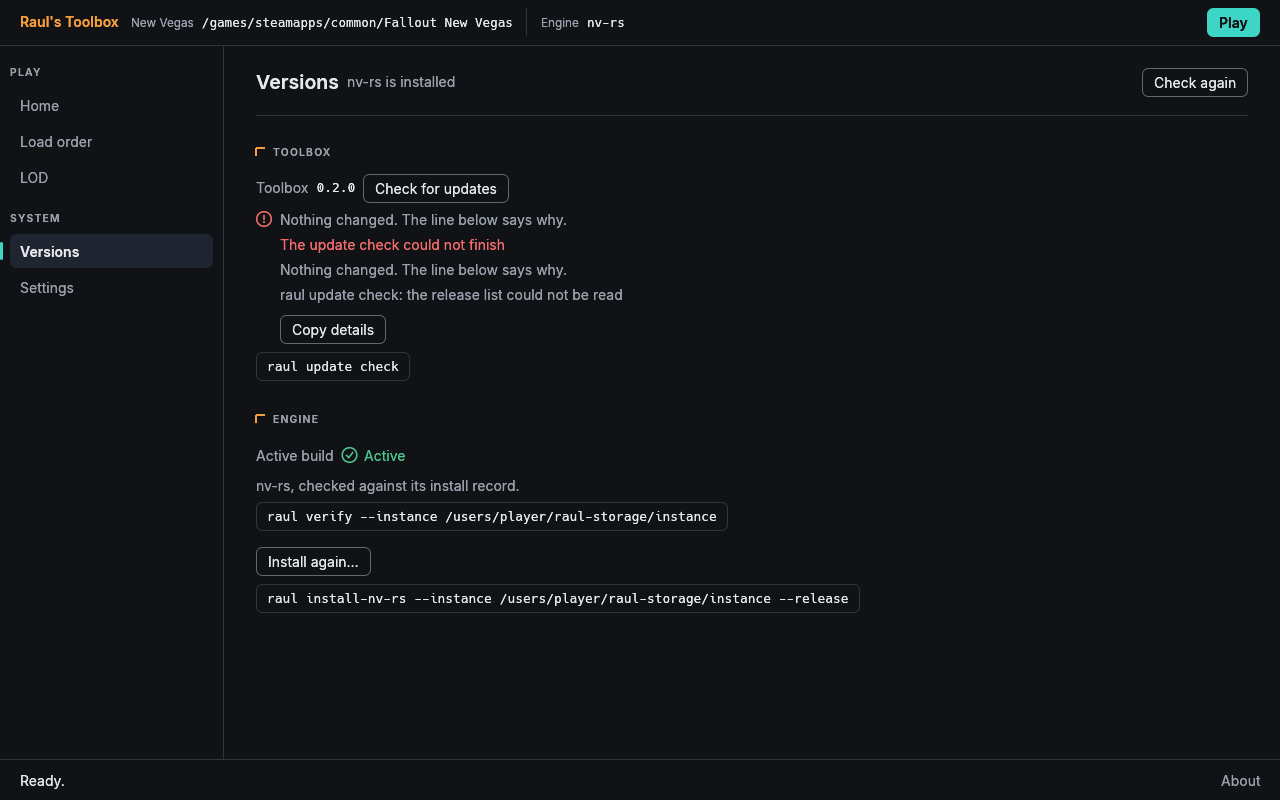 Raul's Toolbox New Vegas /games/steamapps/common/Fallout New Vegas Engine nv-rs Play
PLAY
Home
Load order
LOD
SYSTEM
Versions
Settings
Versions nv-rs is installed Check again
TOOLBOX
Toolbox 0.2.0 Check for updates
Nothing changed. The line below says why.
The update check could not finish
Nothing changed. The line below says why.
raul update check: the release list could not be read
Copy details
raul update check
ENGINE
Active build Active
nv-rs, checked against its install record.
raul verify --instance /users/player/raul-storage/instance
Install again...
raul install-nv-rs --instance /users/player/raul-storage/instance --release
Ready. About